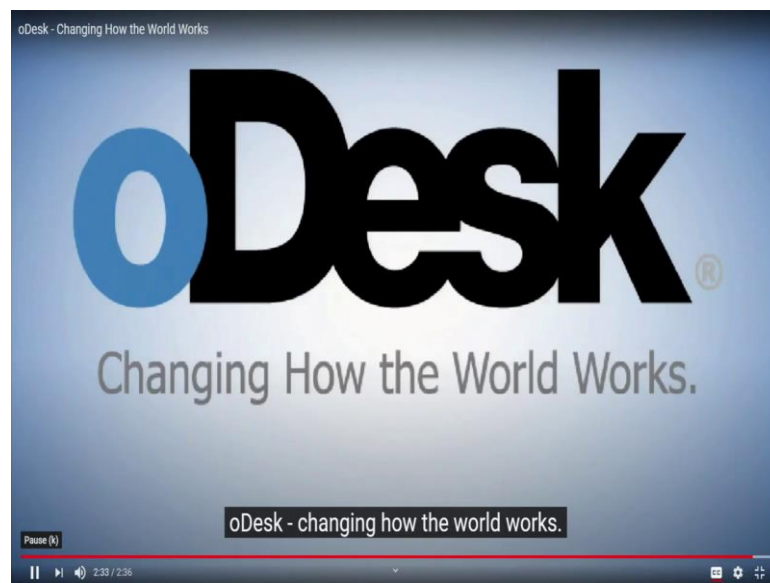 oDesk - Changing How the World Works
oDesk®
Changing How the World Works.
oDesk - changing how the world works.
Pause (k)
2:33 / 2:36
CC